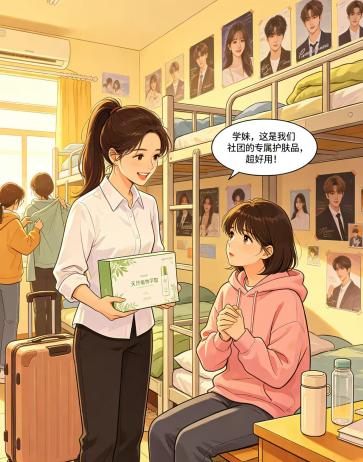 学妹，这是我们
社团的专属护肤品，
超好用！
天然植物护肤